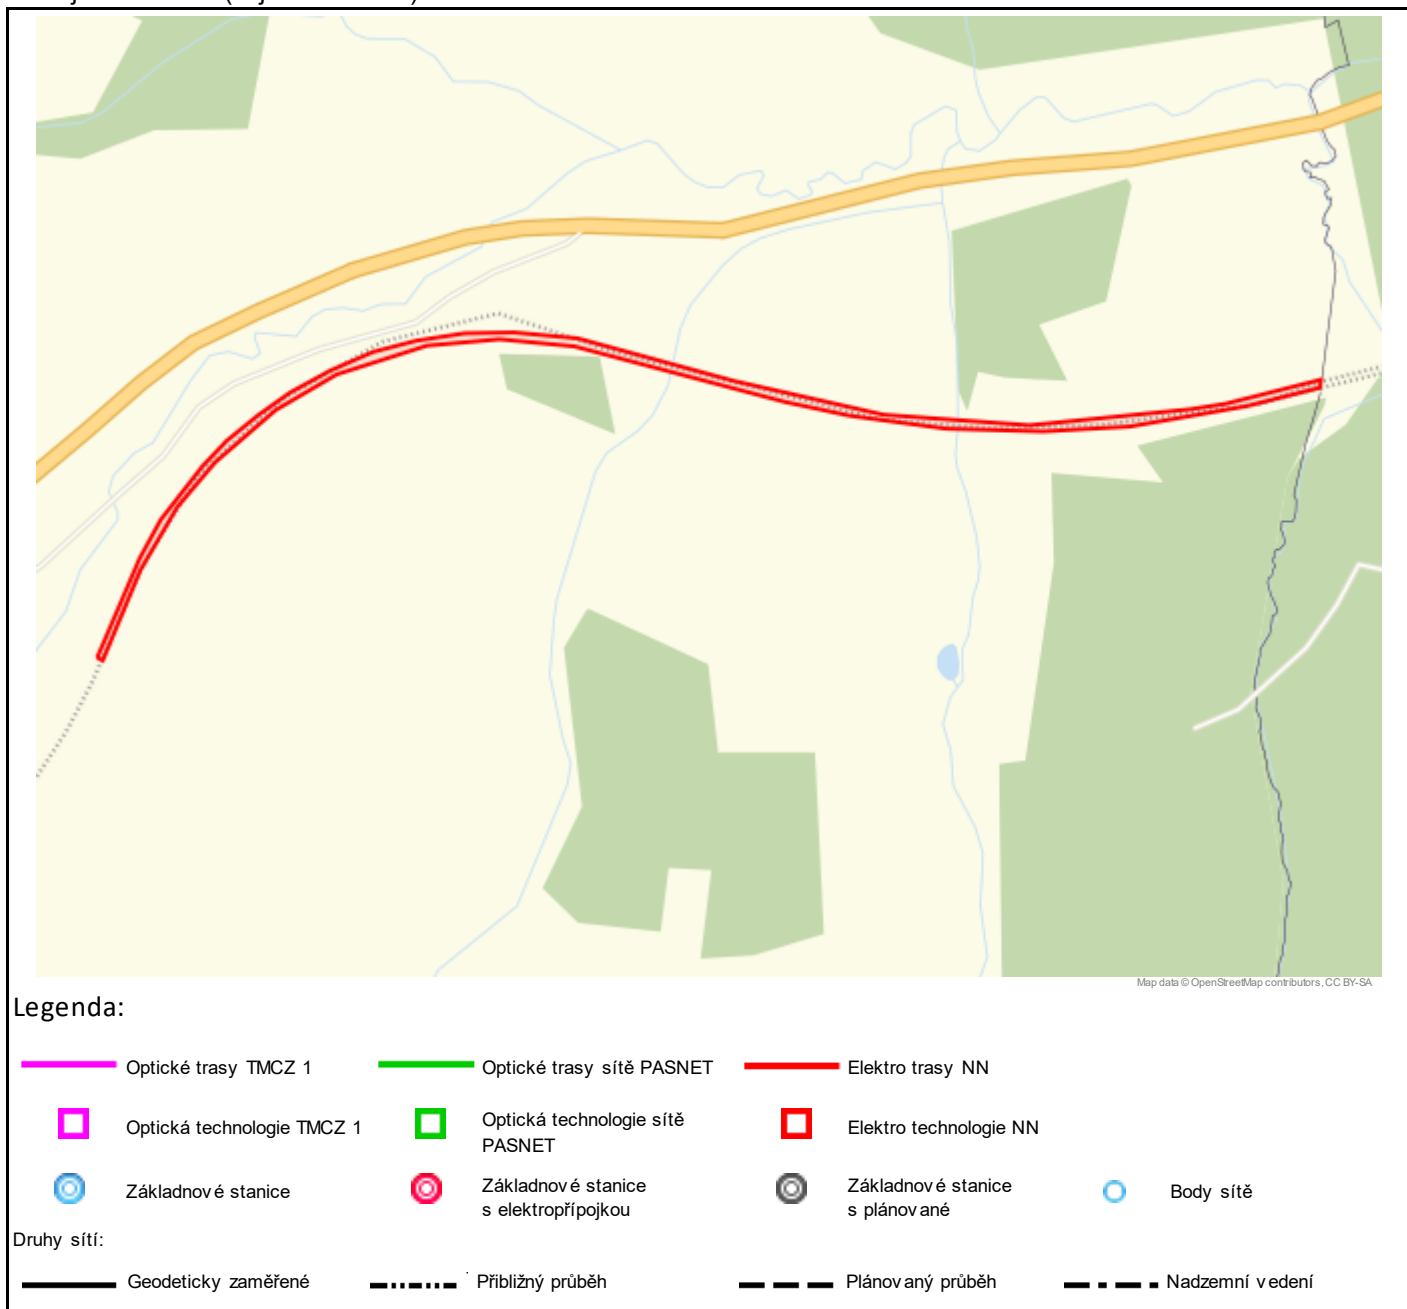 Map data © OpenStreetMap contributors, CC BY-SA
Legenda:
Optické trasy TMCZ 1
Optické trasy sítě PASNET
Elektro trasy NN
Optická technologie TMCZ 1
Optická technologie sítě
PASNET
Elektro technologie NN
Základnové stanice
Základnové stanice
s elektropřípojkou
Základnové stanice
s plánované
Body sítě
Druhy sítí:
Geodeticky zaměřené
Přibližný průběh
Plánovaný průběh
Nadzemní vedení